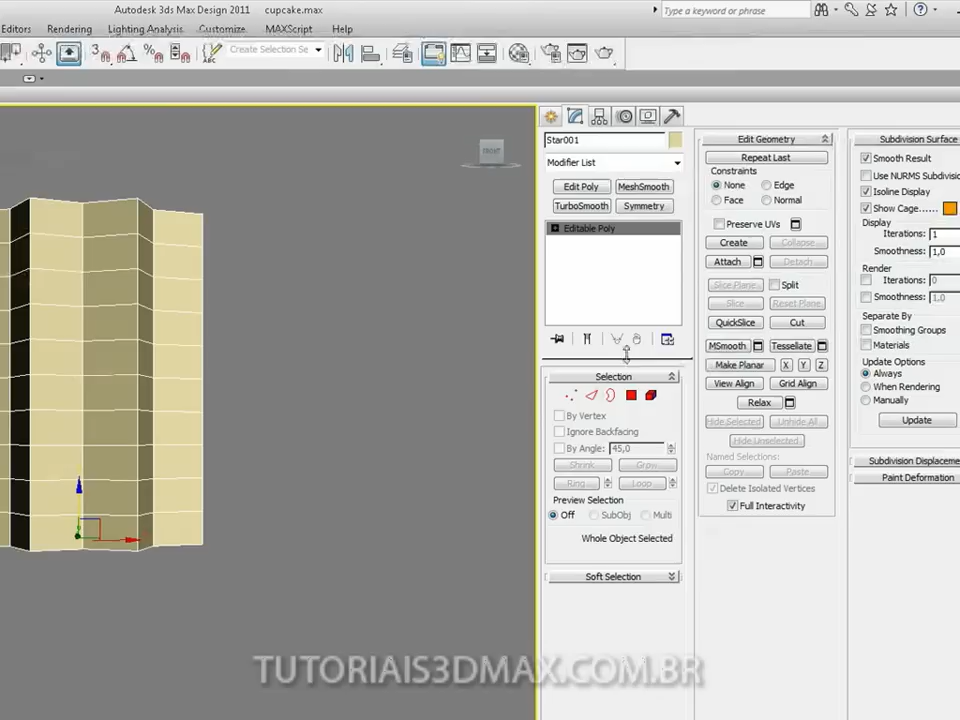 Autodesk 3ds Max Design 2011 cupcake.max
Type a keyword or phrase
Editors Rendering Lighting Analysis Customize MAXScript Help
Create Selection Se
FRONT
Star001
Modifier List
Edit Poly MeshSmooth
TurboSmooth Symmetry
Editable Poly
Selection
By Vertex
Ignore Backfacing
By Angle: 45,0
Shrink Grow
Ring Loop
Preview Selection
Off SubObj Multi
Whole Object Selected
Soft Selection
Edit Geometry
Repeat Last
Constraints
None Edge
Face Normal
Preserve UVs
Create Collapse
Attach Detach
Slice Plane Split
Slice Reset Plane
QuickSlice Cut
MSmooth Tessellate
Make Planar X Y Z
View Align Grid Align
Relax
Hide Selected Unhide All
Hide Unselected
Named Selections:
Copy Paste
Delete Isolated Vertices
Full Interactivity
Subdivision Surface
Smooth Result
Use NURMS Subdivisio
Isoline Display
Show Cage......
Display
Iterations: 1
Smoothness: 1,0
Render
Iterations: 0
Smoothness: 1,0
Separate By
Smoothing Groups
Materials
Update Options
Always
When Rendering
Manually
Update
Subdivision Displaceme
Paint Deformation
TUTORIAIS3DMAX.COM.BR